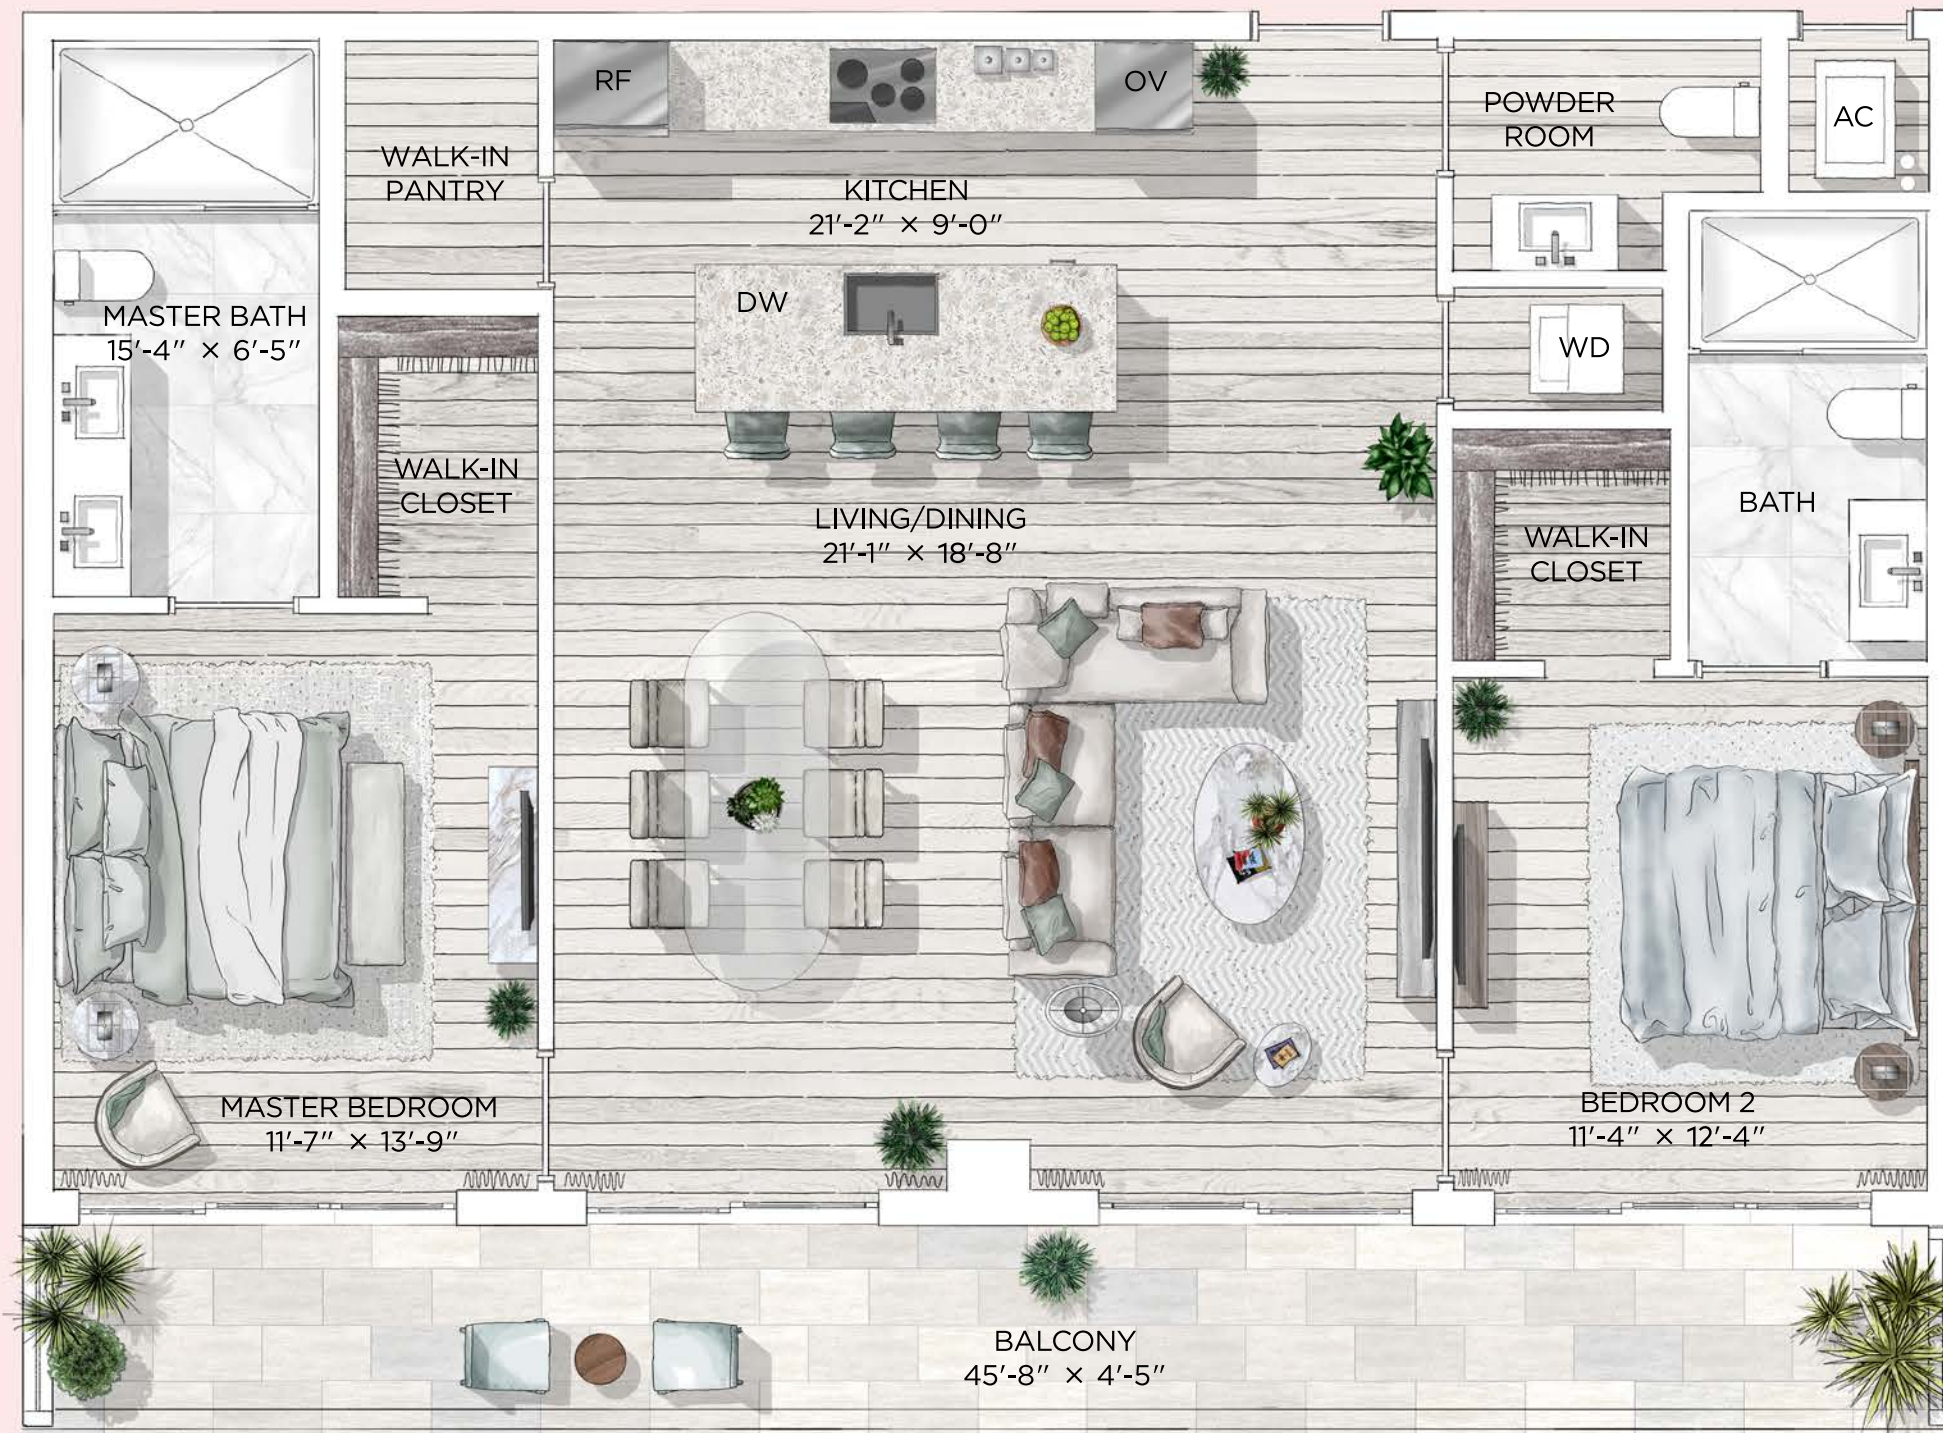 RF
OV
POWDER
ROOM
AC
WALK-IN
PANTRY
KITCHEN
21'-2" × 9'-0"
MASTER BATH
15'-4" × 6'-5"
DW
WD
WALK-IN
CLOSET
LIVING/DINING
21'-1" × 18'-8"
WALK-IN
CLOSET
BATH
MASTER BEDROOM
11'-7" × 13'-9"
BEDROOM 2
11'-4" × 12'-4"
BALCONY
45'-8" × 4'-5"